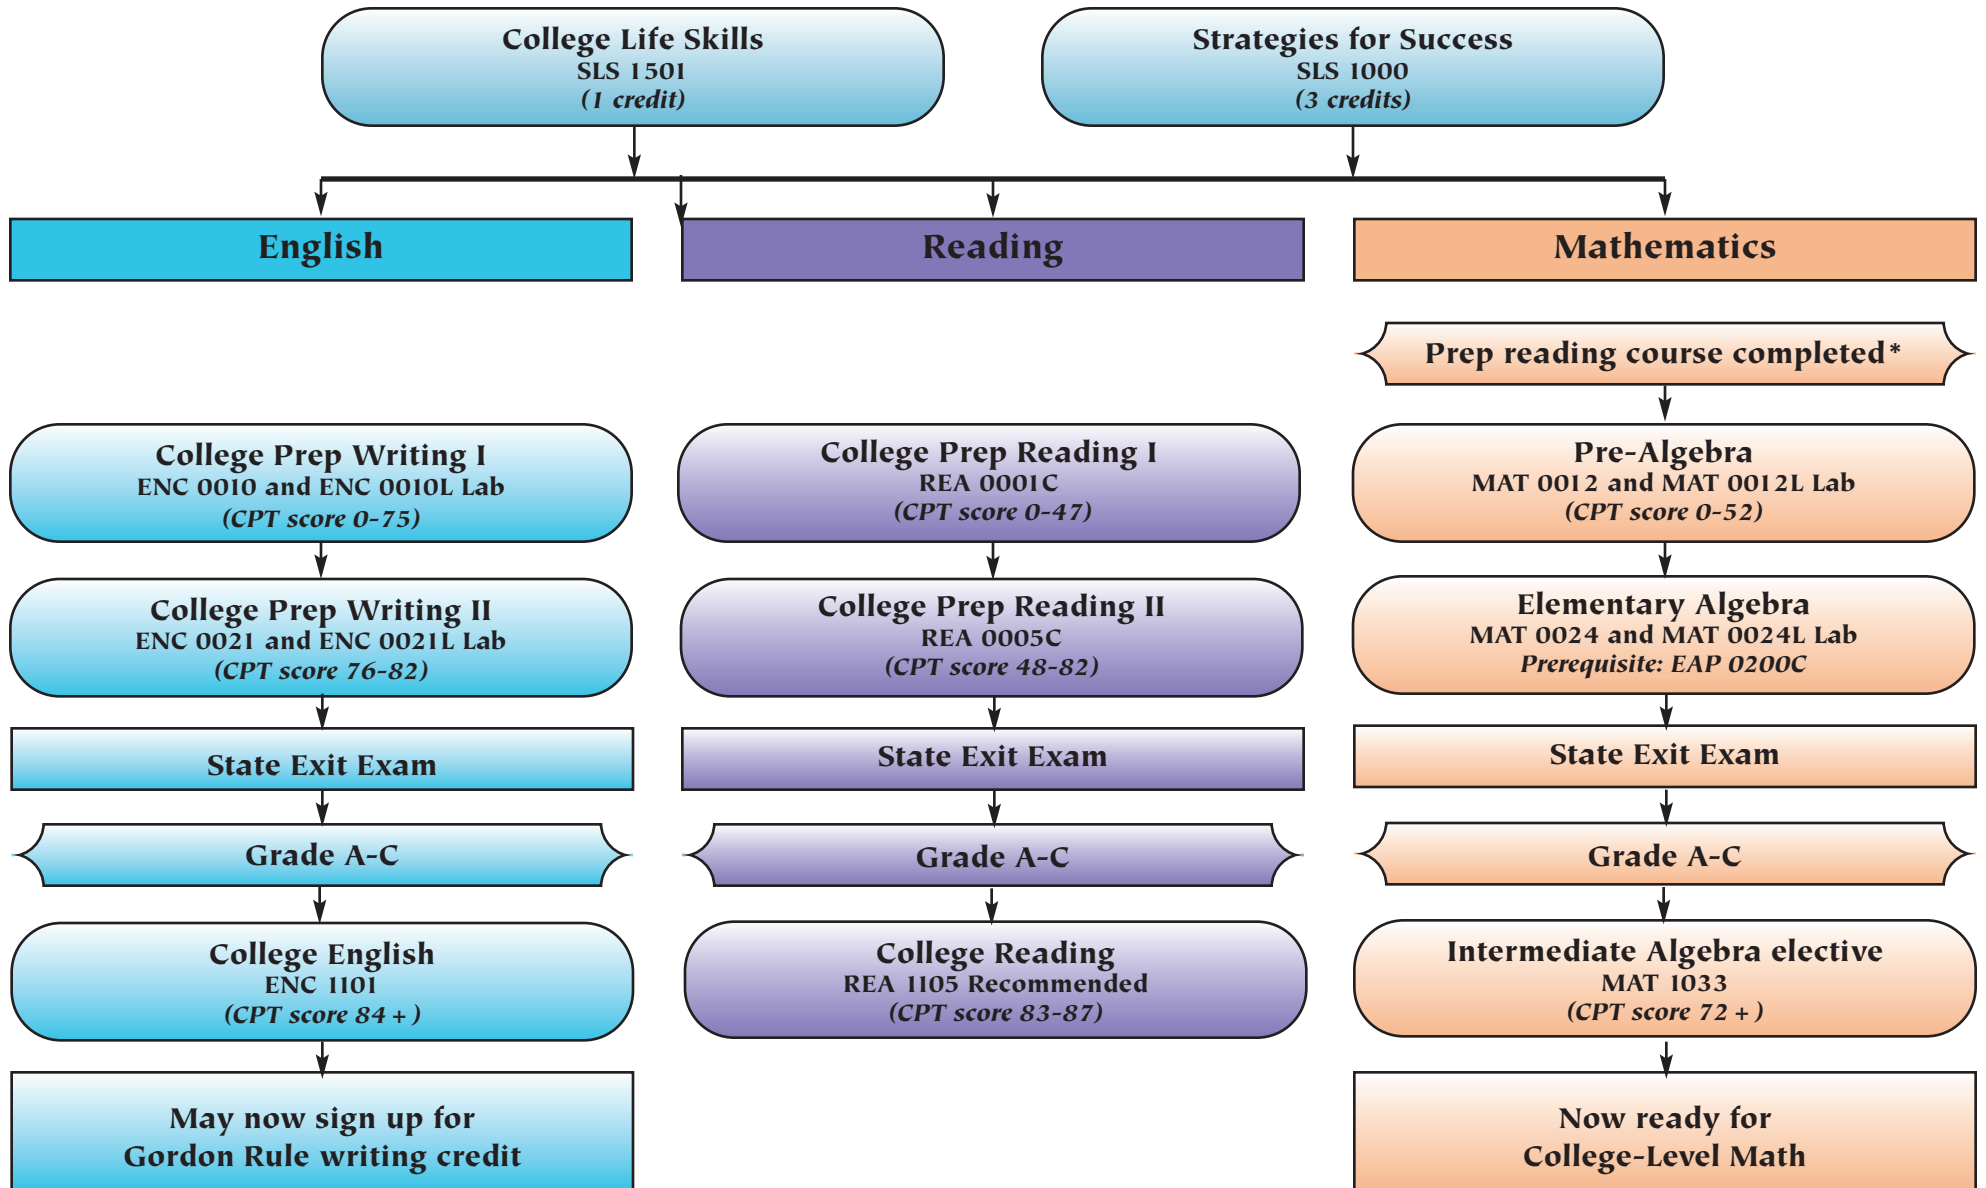 College Life Skills
SLS 1501
(1 credit)
Strategies for Success
SLS 1000
(3 credits)
English
Reading
Mathematics
Prep reading course completed*
College Prep Writing I
ENC 0010 and ENC 0010L Lab
(CPT score 0-75)
College Prep Reading I
REA 0001C
(CPT score 0-47)
Pre-Algebra
MAT 0012 and MAT 0012L Lab
(CPT score 0-52)
College Prep Writing II
ENC 0021 and ENC 0021L Lab
(CPT score 76-82)
College Prep Reading II
REA 0005C
(CPT score 48-82)
Elementary Algebra
MAT 0024 and MAT 0024L Lab
Prerequisite: EAP 0200C
State Exit Exam
State Exit Exam
State Exit Exam
Grade A-C
Grade A-C
Grade A-C
College English
ENC 1101
(CPT score 84+)
College Reading
REA 1105 Recommended
(CPT score 83-87)
Intermediate Algebra elective
MAT 1033
(CPT score 72+)
May now sign up for
Gordon Rule writing credit
Now ready for
College-Level Math